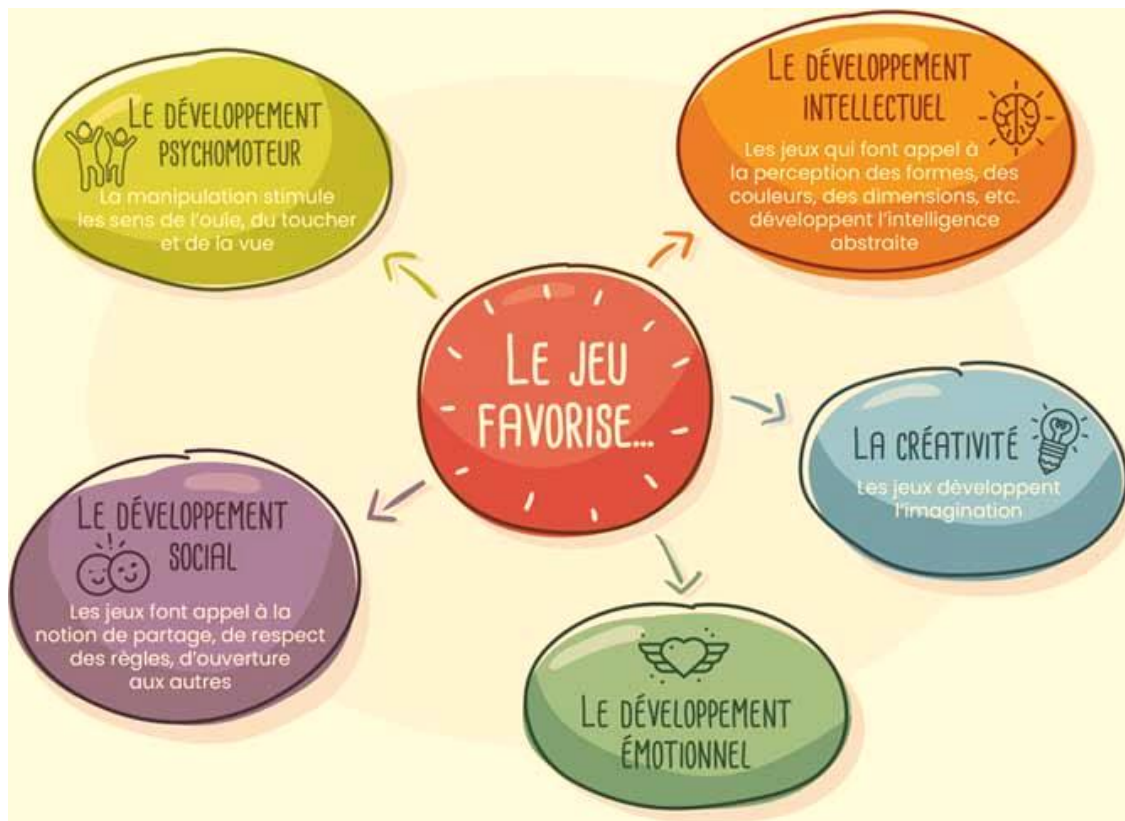 LE DÉVELOPPEMENT
PSYCHOMOTEUR
La manipulation stimule
les sens de l'ouïe, du toucher
et de la vue
LE DÉVELOPPEMENT
INTELLECTUEL
Les jeux qui font appel à
la perception des formes, des
couleurs, des dimensions, etc.
développent l'intelligence
abstraite
LE JEU
FAVORISE...
LA CRÉATIVITÉ
Les jeux développent
l'imagination
LE DÉVELOPPEMENT
SOCIAL
Les jeux font appel à la
notion de partage, de respect
des règles, d'ouverture
aux autres
LE DÉVELOPPEMENT
ÉMOTIONNEL